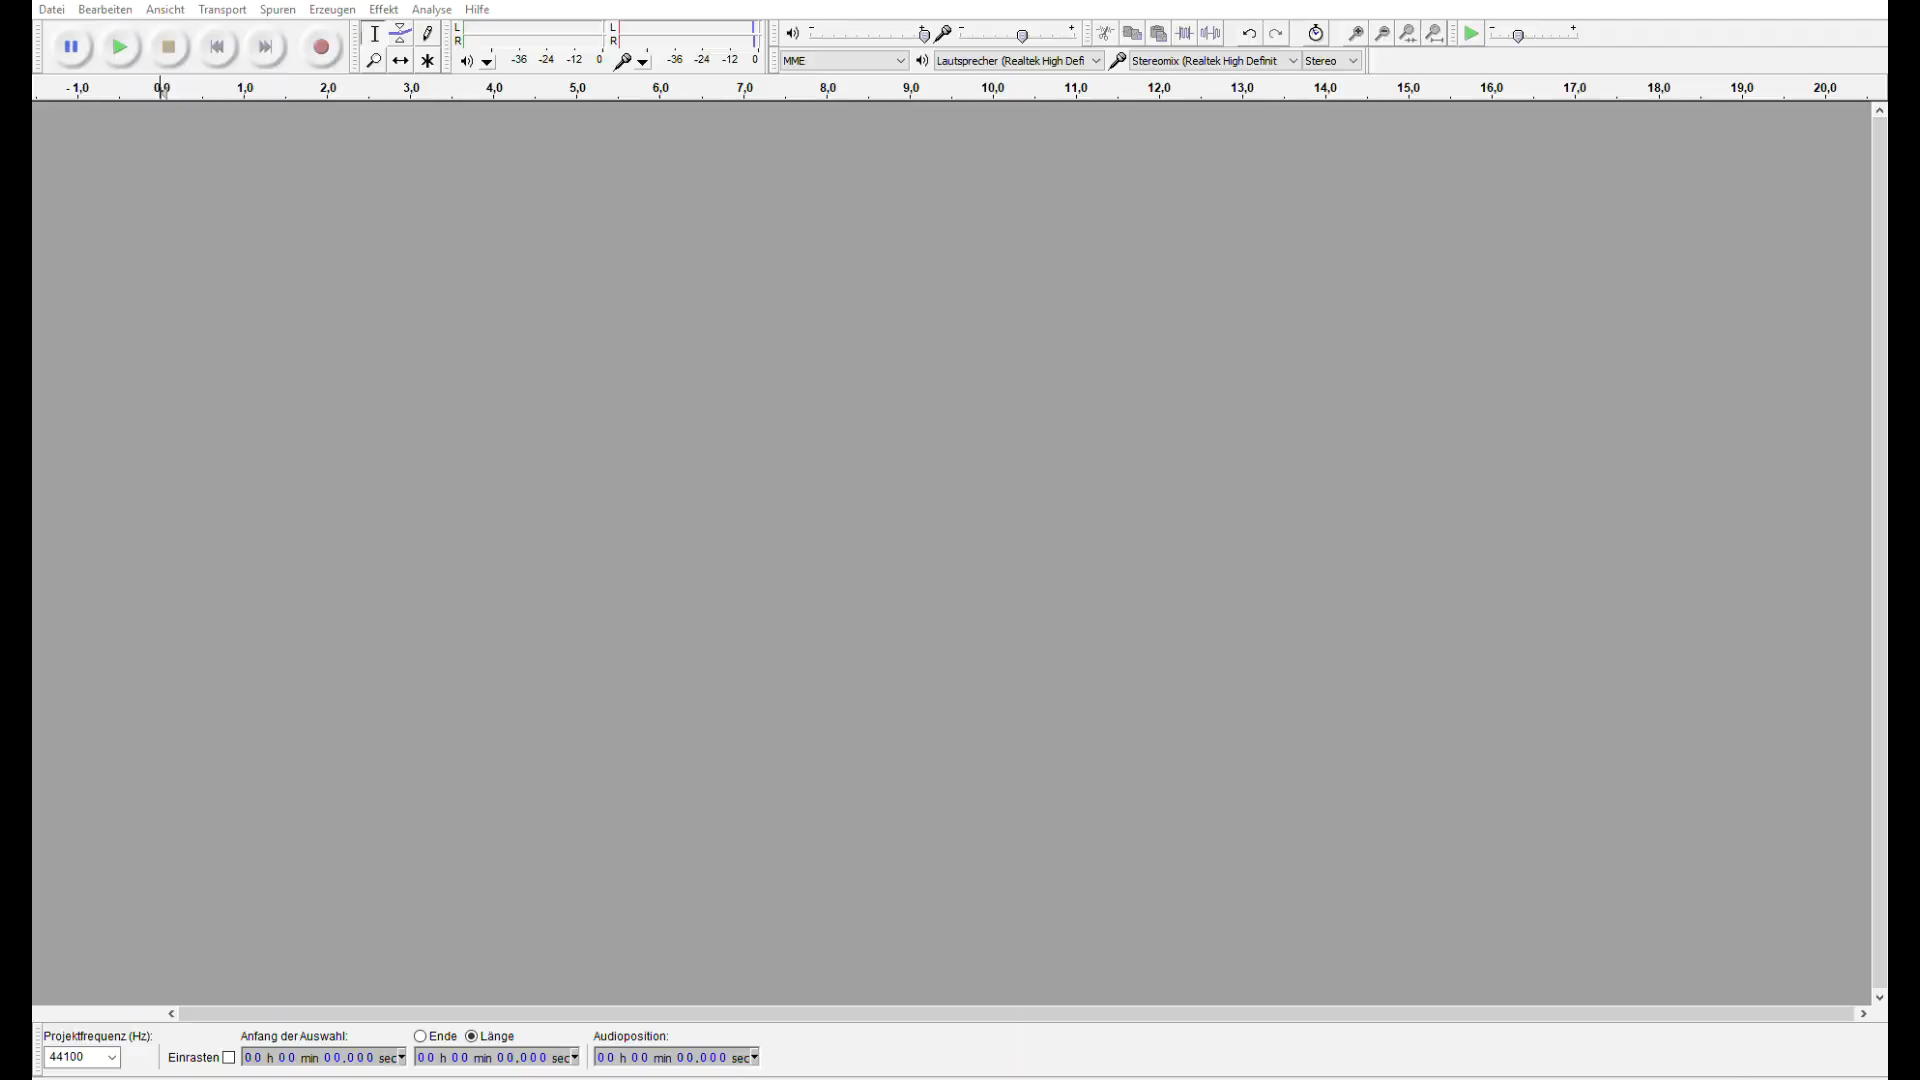 Datei Bearbeiten Ansicht Transport Spuren Erzeugen Effekt Analyse Hilfe
L L
R R
- + - + - +
-36 -24 -12 0 -36 -24 -12 0
MME Lautsprecher (Realtek High Defi Stereomix (Realtek High Definit Stereo
-1,0 0,0 1,0 2,0 3,0 4,0 5,0 6,0 7,0 8,0 9,0 10,0 11,0 12,0 13,0 14,0 15,0 16,0 17,0 18,0 19,0 20,0
Projektfrequenz (Hz): Anfang der Auswahl: Ende Länge Audioposition:
44100 Einrasten 00 h 00 min 00.000 sec 00 h 00 min 00.000 sec 00 h 00 min 00.000 sec